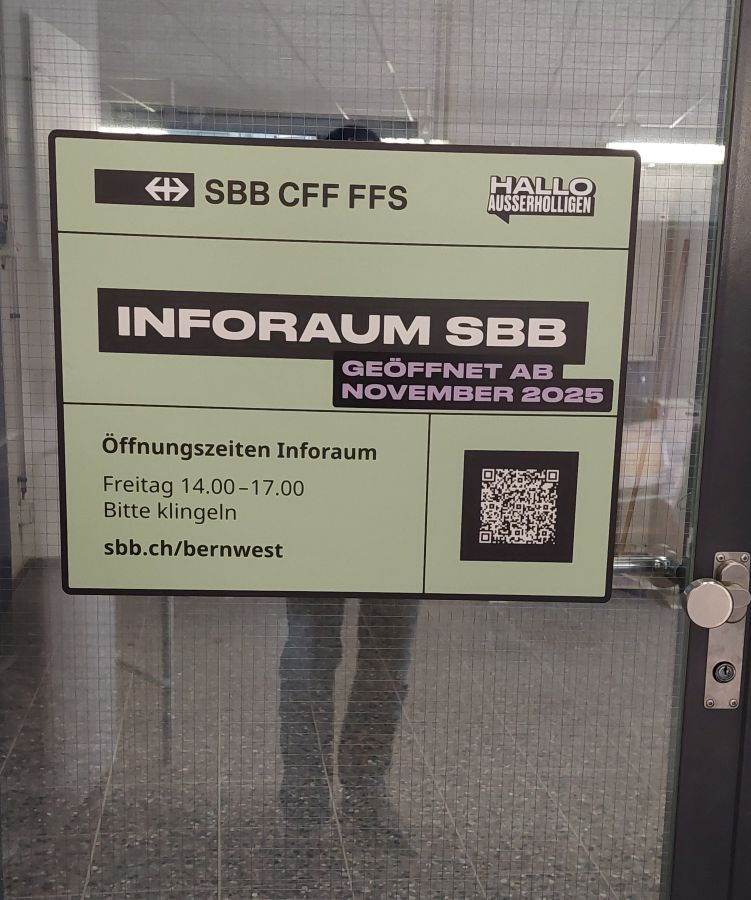 SBB CFF FFS
HALLO
AUSSERHOLLIGEN
INFORAUM SBB
GEÖFFNET AB
NOVEMBER 2025
Öffnungszeiten Inforaum
Freitag 14.00–17.00
Bitte klingeln
sbb.ch/bernwest